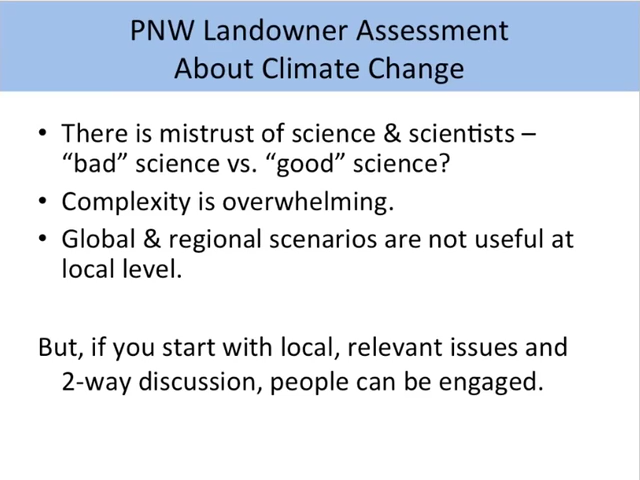 PNW Landowner Assessment
About Climate Change
• There is mistrust of science & scientists –
“bad” science vs. “good” science?
• Complexity is overwhelming.
• Global & regional scenarios are not useful at
local level.
But, if you start with local, relevant issues and
2-way discussion, people can be engaged.